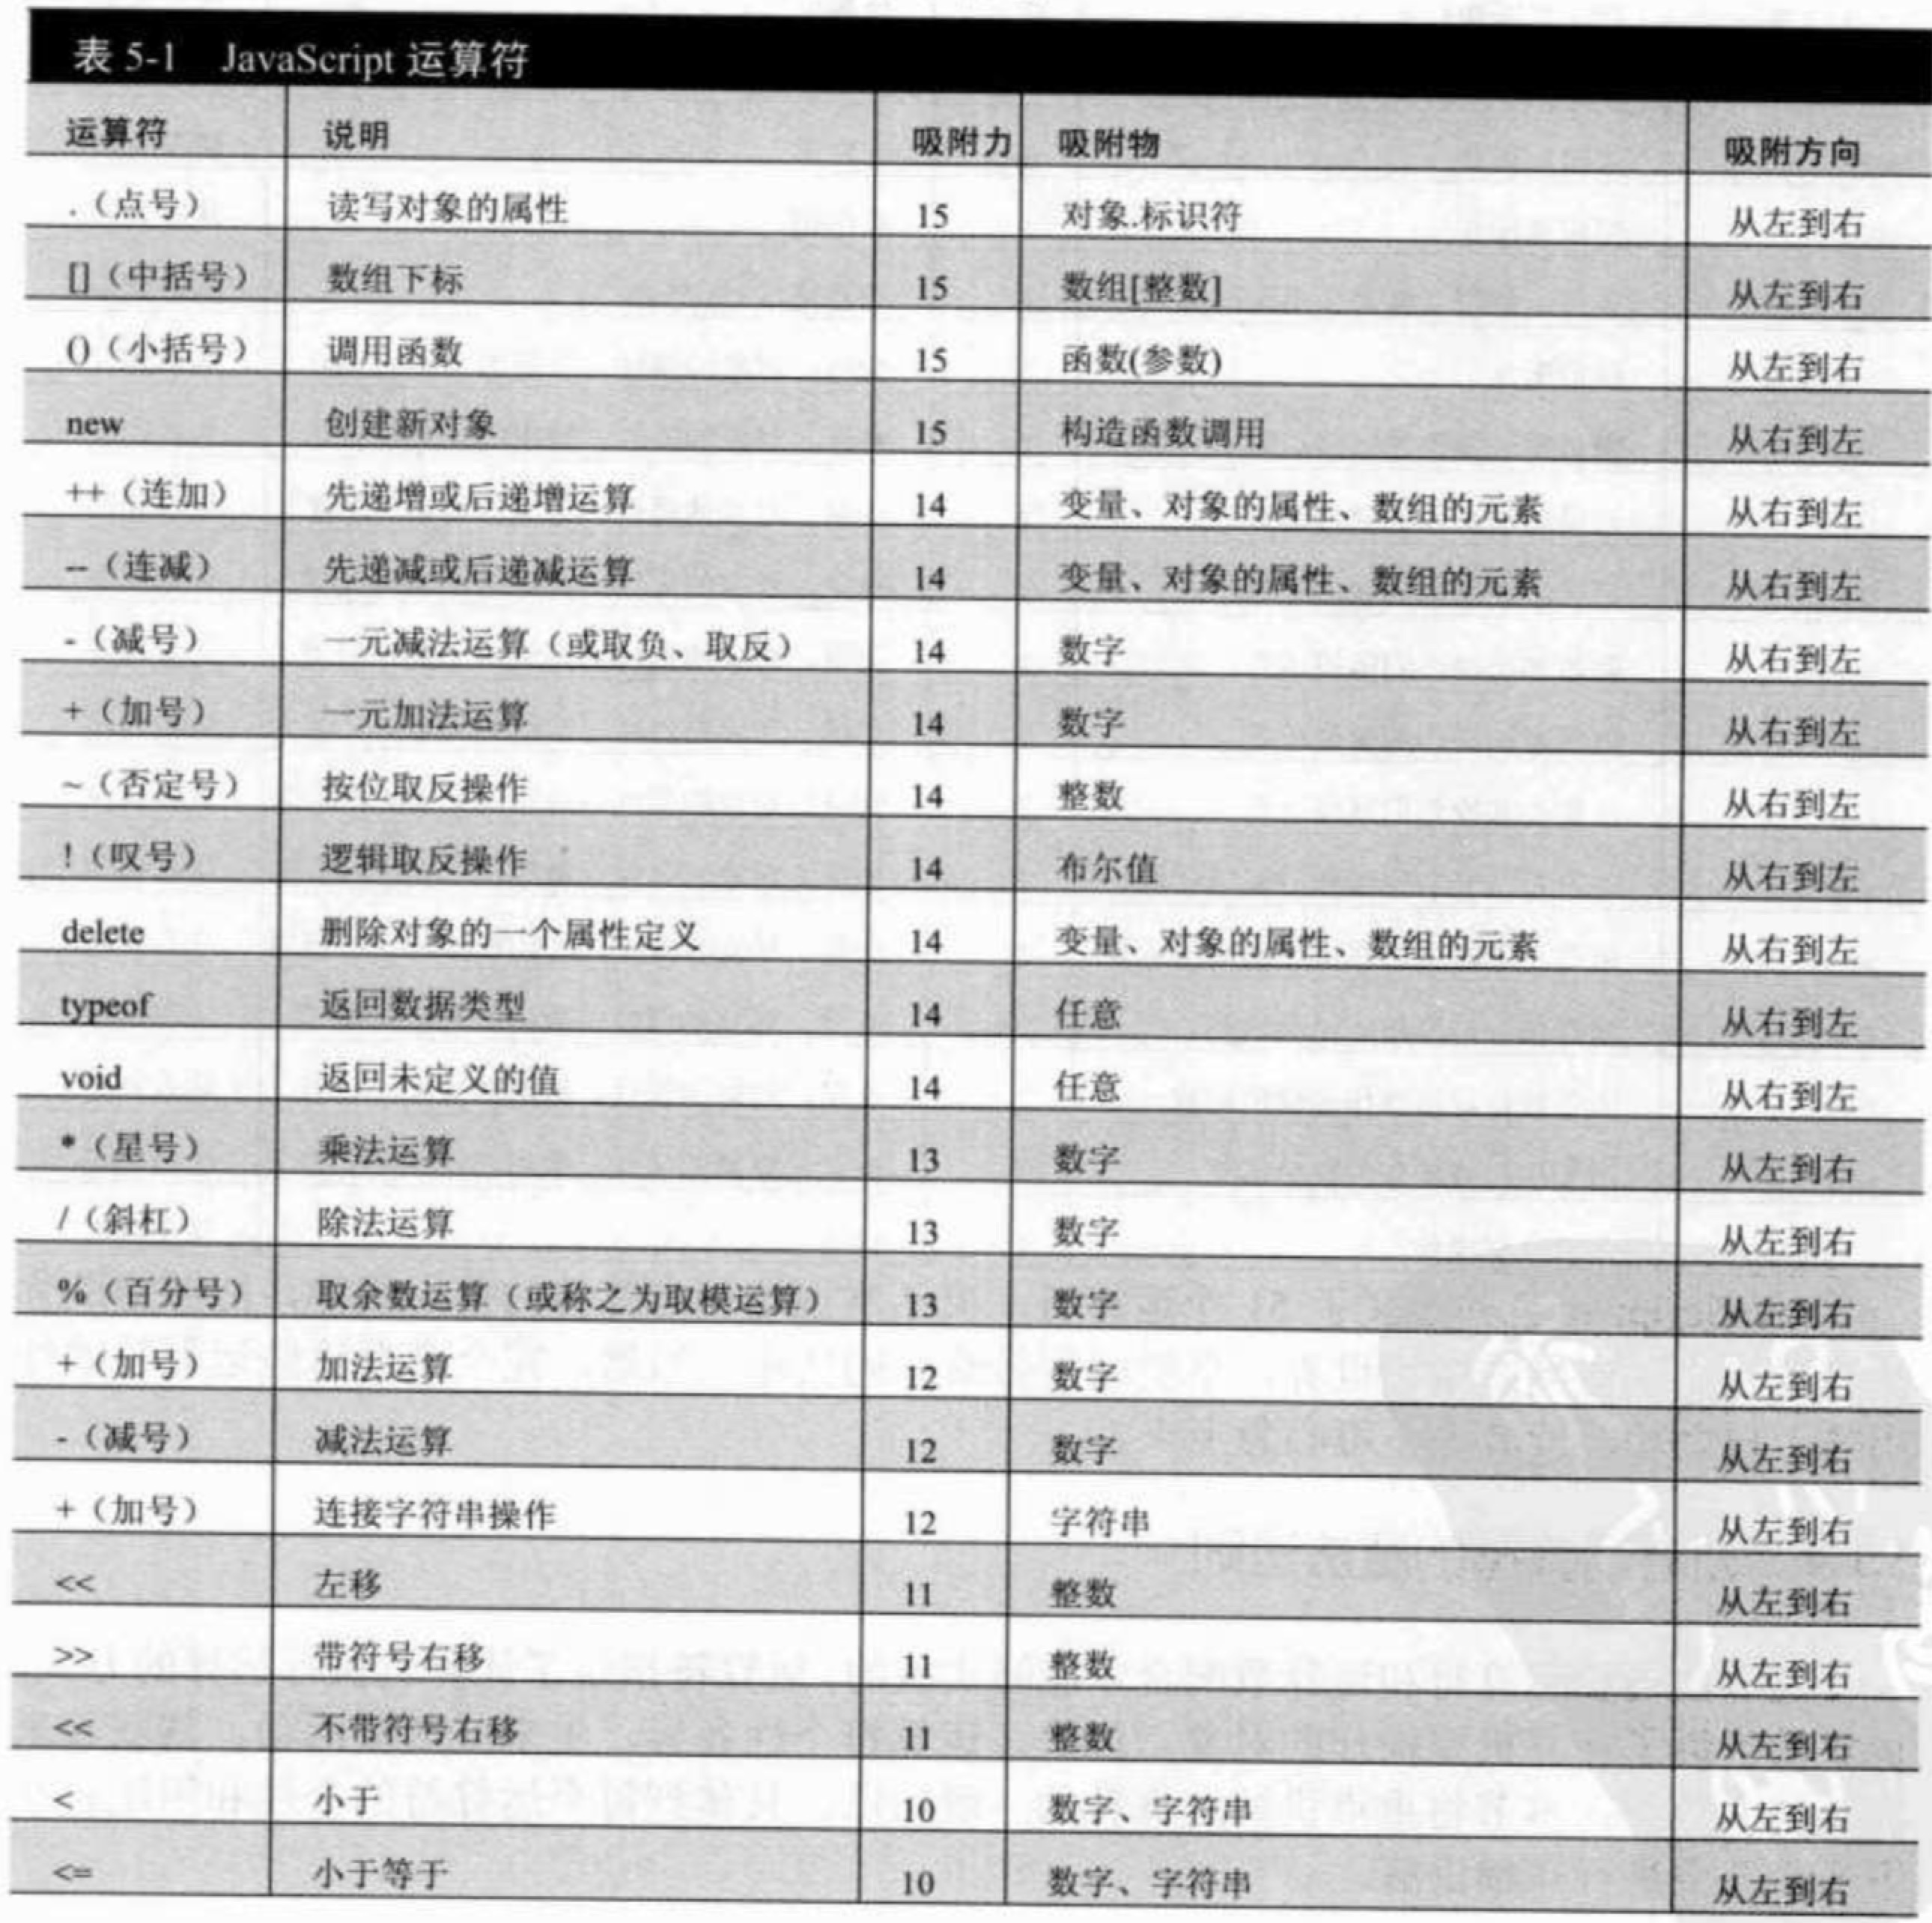 表 5-1 JavaScript 运算符
运算符 说明 吸附力 吸附物 吸附方向
.（点号） 读写对象的属性 15 对象.标识符 从左到右
[]（中括号） 数组下标 15 数组[整数] 从左到右
()（小括号） 调用函数 15 函数(参数) 从左到右
new 创建新对象 15 构造函数调用 从右到左
++（连加） 先递增或后递增运算 14 变量、对象的属性、数组的元素 从右到左
--（连减） 先递减或后递减运算 14 变量、对象的属性、数组的元素 从右到左
-（减号） 一元减法运算（或取负、取反） 14 数字 从右到左
+（加号） 一元加法运算 14 数字 从右到左
~（否定号） 按位取反操作 14 整数 从右到左
!（叹号） 逻辑取反操作 14 布尔值 从右到左
delete 删除对象的一个属性定义 14 变量、对象的属性、数组的元素 从右到左
typeof 返回数据类型 14 任意 从右到左
void 返回未定义的值 14 任意 从右到左
*（星号） 乘法运算 13 数字 从左到右
/（斜杠） 除法运算 13 数字 从左到右
%（百分号） 取余数运算（或称之为取模运算） 13 数字 从左到右
+（加号） 加法运算 12 数字 从左到右
-（减号） 减法运算 12 数字 从左到右
+（加号） 连接字符串操作 12 字符串 从左到右
<< 左移 11 整数 从左到右
>> 带符号右移 11 整数 从左到右
<< 不带符号右移 11 整数 从左到右
< 小于 10 数字、字符串 从左到右
<= 小于等于 10 数字、字符串 从左到右